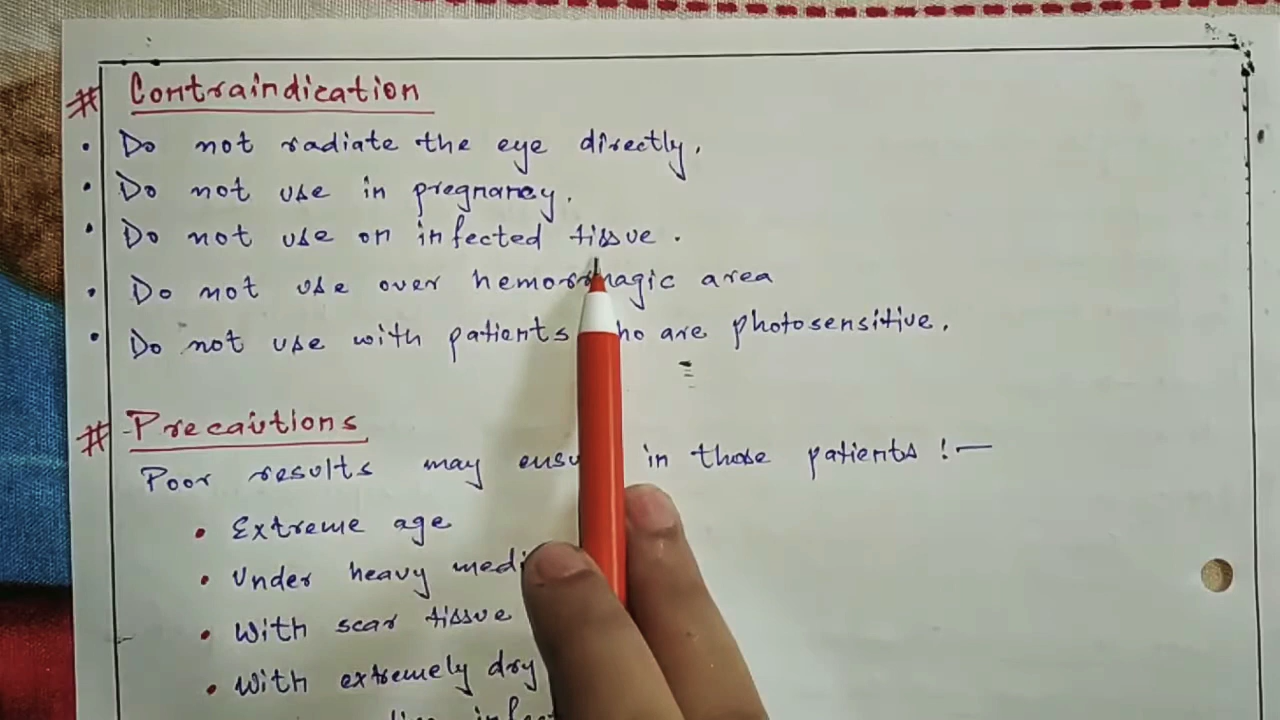 # Contraindication
• Do not radiate the eye directly.
• Do not use in pregnancy.
• Do not use on infected tissue.
• Do not use over hemorrhagic area
• Do not use with patients who are photosensitive.
# Precautions
Poor results may in those patients !—
• Extreme age
• Under heavy
• With scar tissue
• With extremely dry